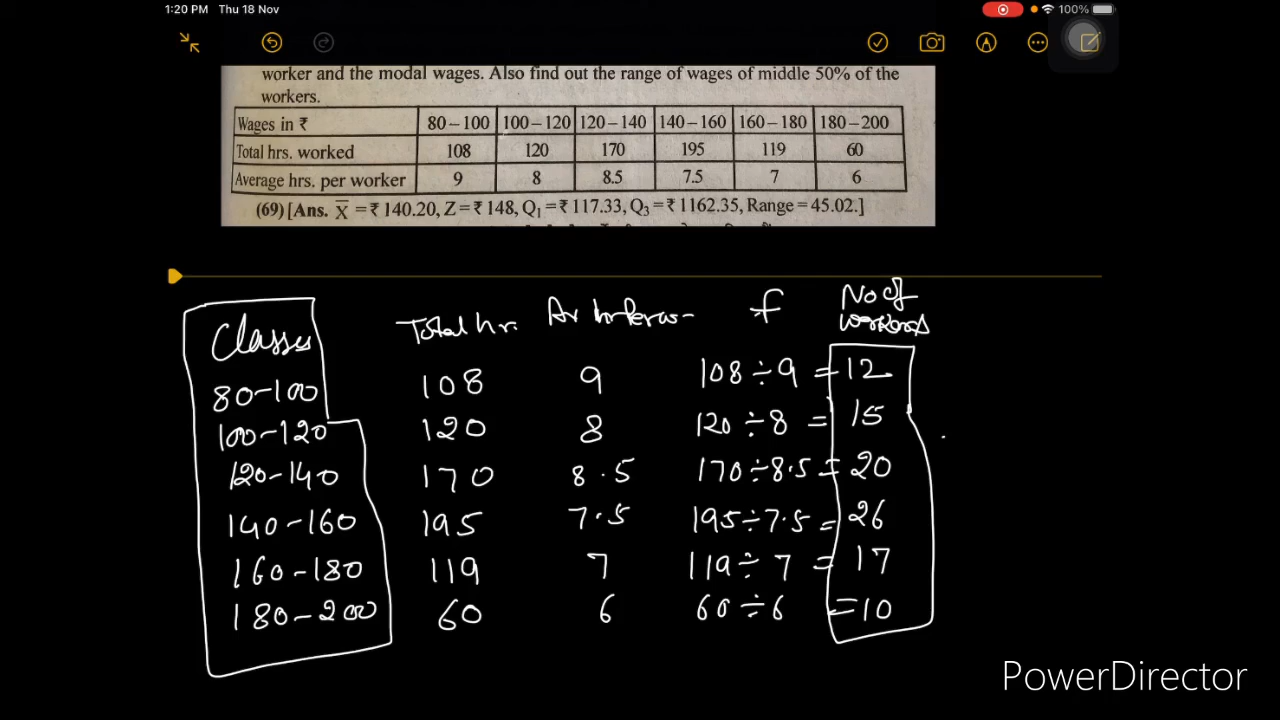 1:20 PM Thu 18 Nov
100%
worker and the modal wages. Also find out the range of wages of middle 50% of the
workers.
Wages in ₹ 80–100 100–120 120–140 140–160 160–180 180–200
Total hrs. worked 108 120 170 195 119 60
Average hrs. per worker 9 8 8.5 7.5 7 6
(69) [Ans. X̄ = ₹ 140.20, Z = ₹ 148, Q₁ = ₹ 117.33, Q₃ = ₹ 1162.35, Range = 45.02.]
Classes Total hr. Av hr f No of
workers
80-100 108 9 108÷9 = 12
100-120 120 8 120÷8 = 15
120-140 170 8.5 170÷8.5 = 20
140-160 195 7.5 195÷7.5 = 26
160-180 119 7 119÷7 = 17
180-200 60 6 60÷6 = 10
PowerDirector